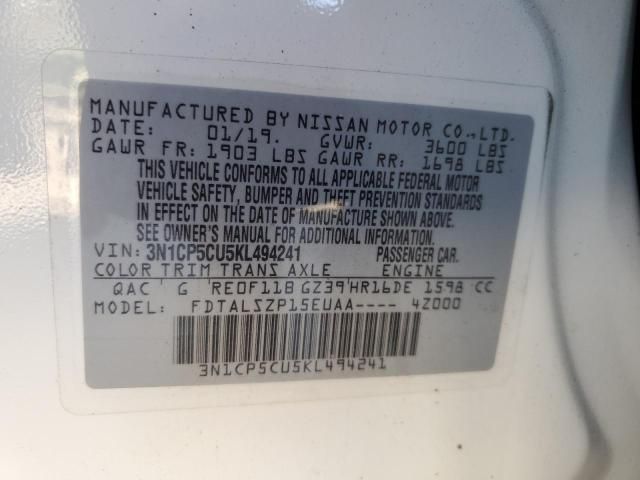 MANUFACTURED BY NISSAN MOTOR CO.,LTD.
DATE: 01/19. GVWR: 3600 LBS
GAWR FR: 1903 LBS GAWR RR: 1698 LBS
THIS VEHICLE CONFORMS TO ALL APPLICABLE FEDERAL MOTOR
VEHICLE SAFETY, BUMPER AND THEFT PREVENTION STANDARDS
IN EFFECT ON THE DATE OF MANUFACTURE SHOWN ABOVE.
SEE OWNER'S MANUAL FOR ADDITIONAL INFORMATION.
VIN: 3N1CP5CU5KL494241 PASSENGER CAR.
COLOR TRIM TRANS AXLE ENGINE
QAC G RE0F11B GZ39 HR16DE 1598 CC
MODEL: FDTALSZP15EUAA---- 4Z000
3N1CP5CU5KL494241